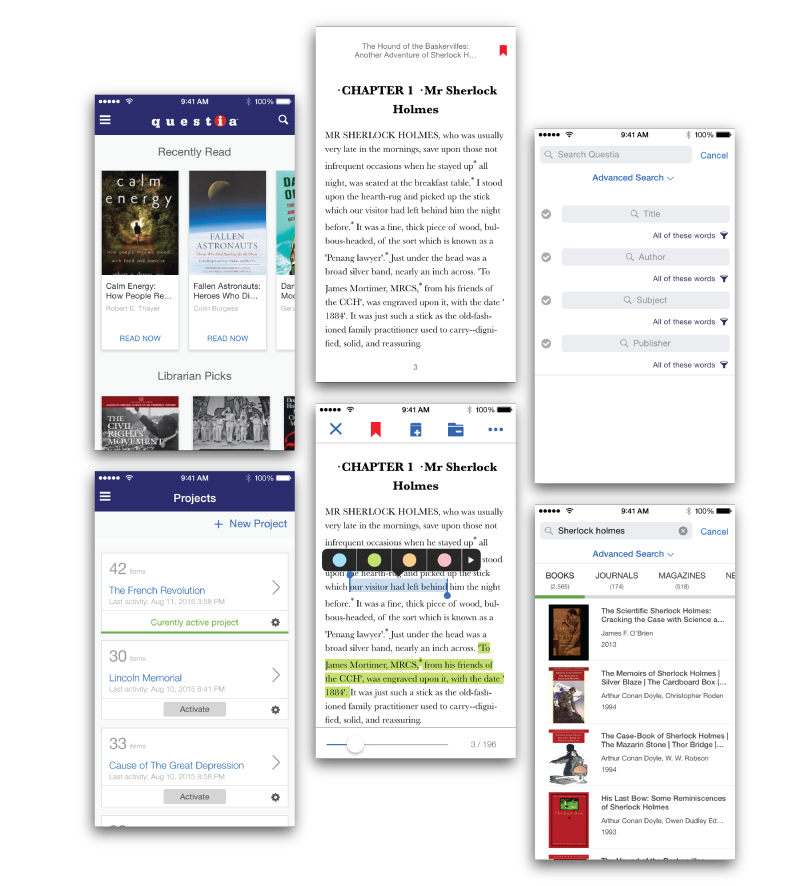 9:41 AM
100%
questia
Recently Read
calm
energy
FALLEN
ASTRONAUTS
Calm Energy:
How People Re...
Robert E. Thayer
READ NOW
Fallen Astronauts:
Heroes Who Di...
Colin Burgess
READ NOW
Librarian Picks
THE
CIVIL
RIGHTS
MOVEMENT
9:41 AM
100%
Projects
+ New Project
42 items
The French Revolution
Last activity: Aug 11, 2015 3:58 PM
Currently active project
30 items
Lincoln Memorial
Last activity: Aug 10, 2015 6:41 PM
Activate
33 items
Cause of The Great Depression
Last activity: Aug 10, 2015 8:58 PM
Activate
The Hound of the Baskervilles:
Another Adventure of Sherlock H...
·CHAPTER 1 ·Mr Sherlock
Holmes
MR SHERLOCK HOLMES, who was usually
very late in the mornings, save upon those not
infrequent occasions when he stayed up* all
night, was seated at the breakfast table.* I stood
upon the hearth-rug and picked up the stick
which our visitor had left behind him the night
before.* It was a fine, thick piece of wood, bul-
bous-headed, of the sort which is known as a
'Penang lawyer'.* Just under the head was a
broad silver band, nearly an inch across. 'To
James Mortimer, MRCS,* from his friends of
the CCH', was engraved upon it, with the date '
1884'. It was just such a stick as the old-fash-
ioned family practitioner used to carry--digni-
fied, solid, and reassuring.
3
9:41 AM
100%
·CHAPTER 1 ·Mr Sherlock
Holmes
MR SHERLOCK HOLMES, who was usually
very late in the mornings, save upon those not
infrequent occasions when he stayed up* all
stood
upon the hearth-rug and picked up the stick
which our visitor had left behind him the night
before.* It was a fine, thick piece of wood, bul-
bous-headed, of the sort which is known as a
'Penang lawyer'.* Just under the head was a
broad silver band, nearly an inch across. 'To
James Mortimer, MRCS,* from his friends of
the CCH', was engraved upon it, with the date '
1884'. It was just such a stick as the old-fash-
ioned family practitioner used to carry--digni-
fied, solid, and reassuring.
3 / 196
9:41 AM
100%
Search Questia
Cancel
Advanced Search
Title
All of these words
Author
All of these words
Subject
All of these words
Publisher
All of these words
9:41 AM
100%
Sherlock holmes
Cancel
Advanced Search
BOOKS
(2,565)
JOURNALS
(174)
MAGAZINES
(518)
NE
The Scientific Sherlock Holmes:
Cracking the Case with Science a...
James F. O'Brien
2013
The Memoirs of Sherlock Holmes |
Silver Blaze | The Cardboard Box |...
Arthur Conan Doyle, Christopher Roden
1994
The Case-Book of Sherlock Holmes |
The Mazarin Stone | Thor Bridge |...
Arthur Conan Doyle, W. W. Robson
1994
His Last Bow: Some Reminiscences
of Sherlock Holmes
Arthur Conan Doyle, Owen Dudley Ed...
1993